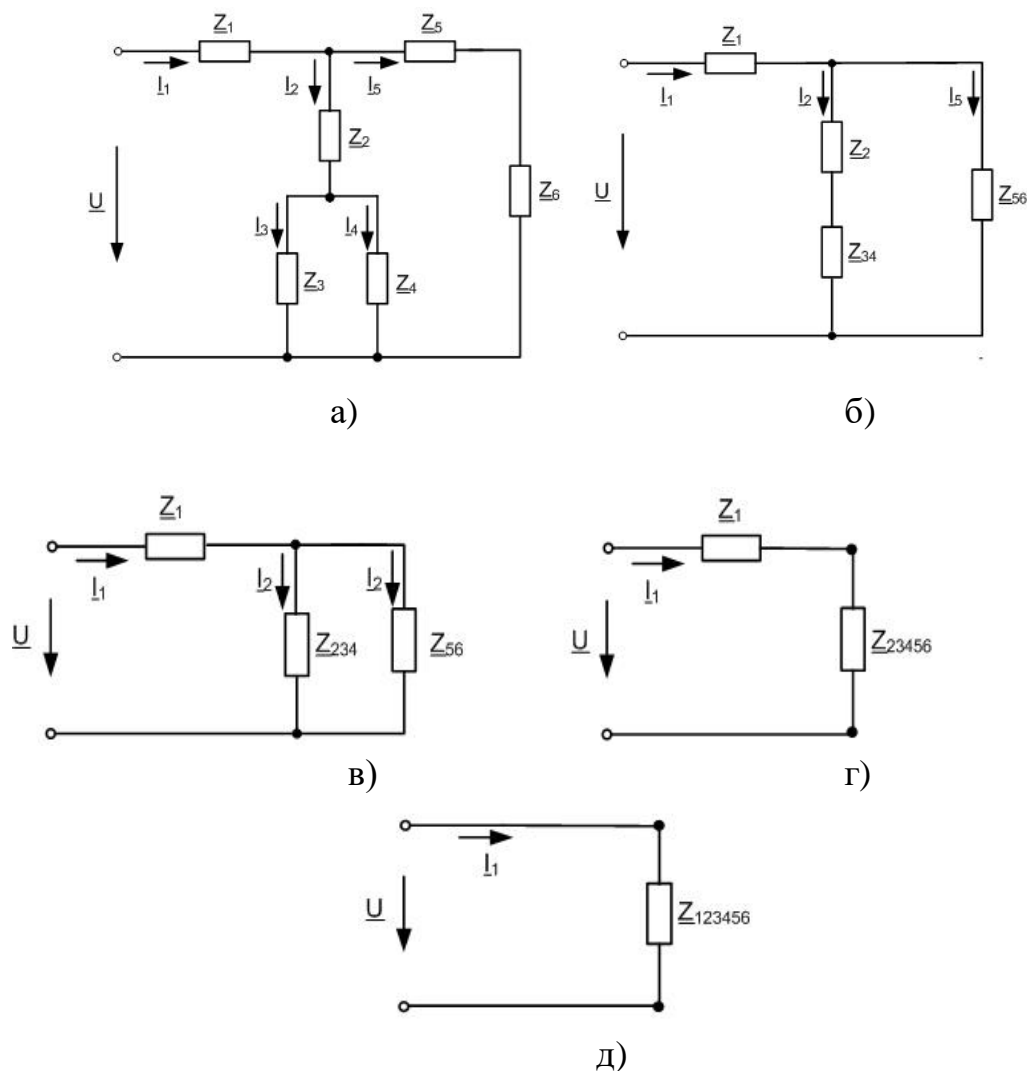 Z1 Z5
I1 I2 I5
Z2
U Z6
I3 I4
Z3 Z4
а)
Z1
I1 I2 I5
Z2
U Z56
Z34
б)
Z1
I1 I2 I2
U Z234 Z56
в)
Z1
I1
U Z23456
г)
I1
U Z123456
д)